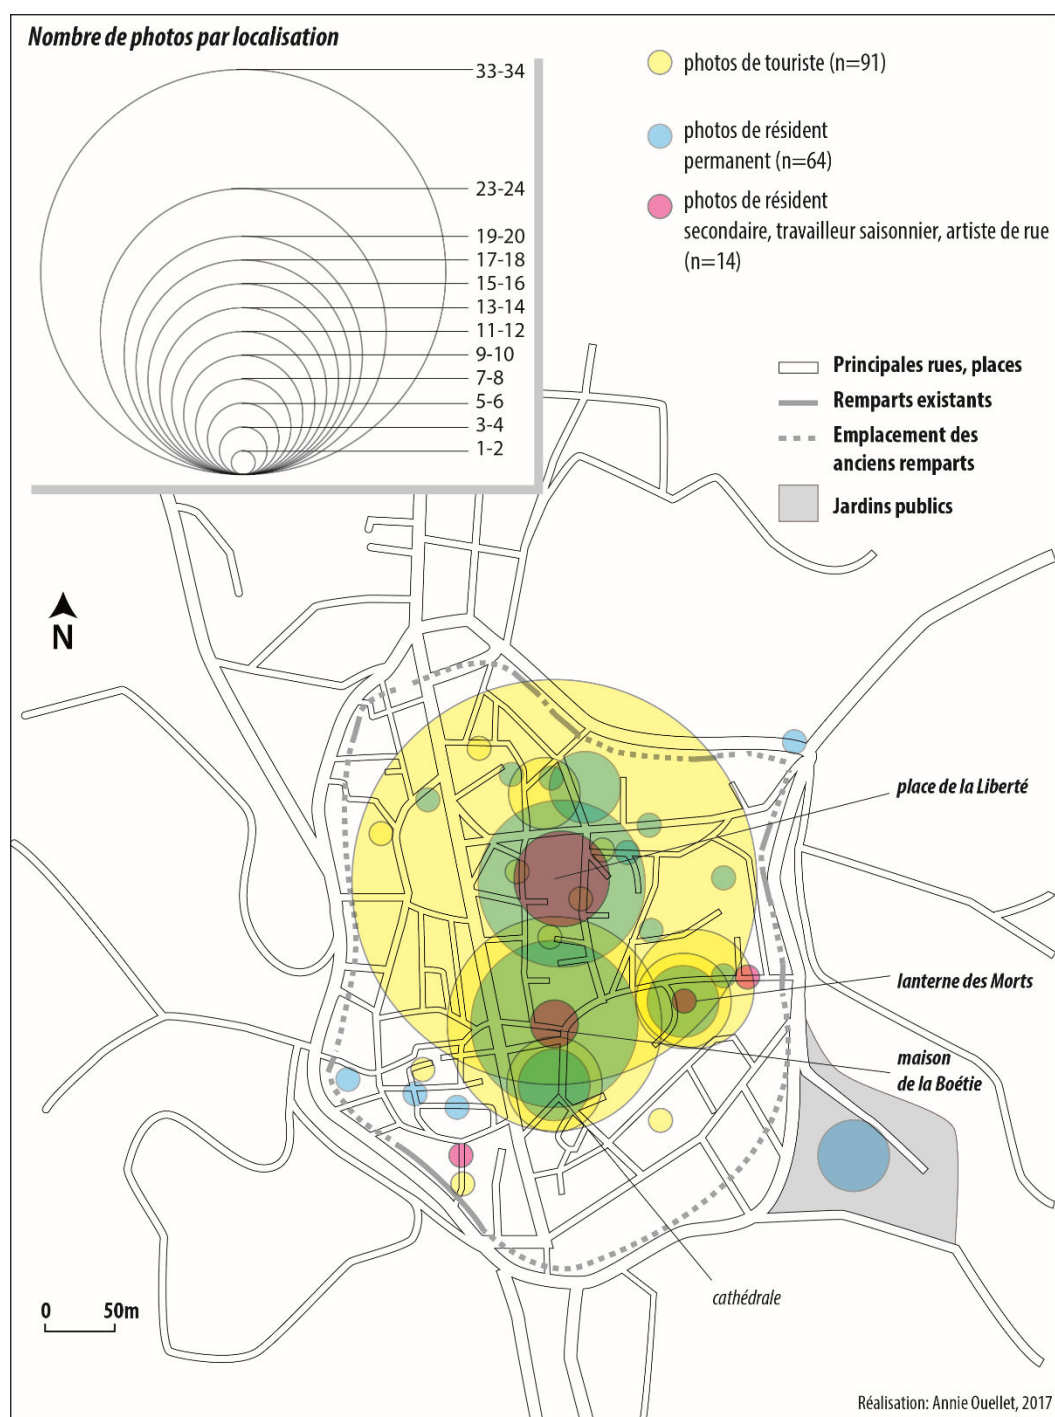 Nombre de photos par localisation
33-34
23-24
19-20
17-18
15-16
13-14
11-12
9-10
7-8
5-6
3-4
1-2
photos de touriste (n=91)
photos de résident
permanent (n=64)
photos de résident
secondaire, travailleur saisonnier, artiste de rue
(n=14)
Principales rues, places
Remparts existants
Emplacement des
anciens remparts
Jardins publics
N
place de la Liberté
lanterne des Morts
maison
de la Boétie
cathédrale
0 50m
Réalisation: Annie Ouellet, 2017